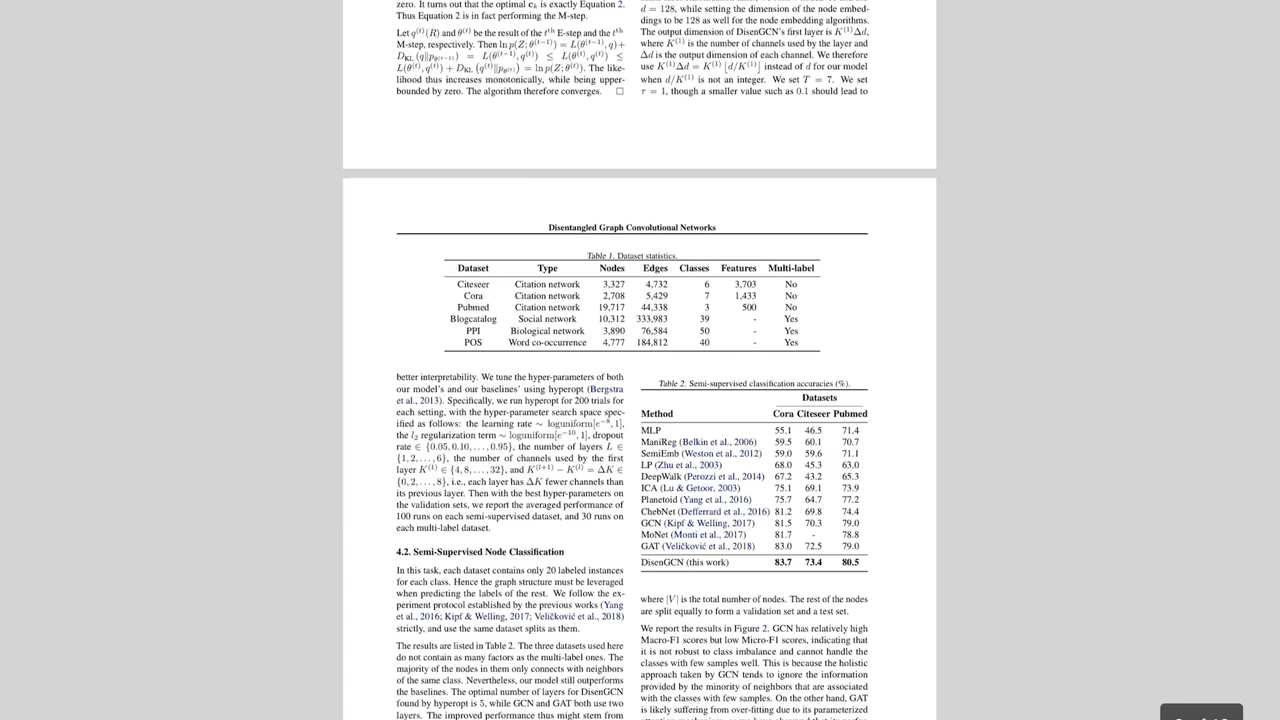 zero. It turns out that the optimal c_k is exactly Equation 2.
Thus Equation 2 is in fact performing the M-step.
Let q^(t)(R) and θ^(t) be the result of the t^th E-step and the t^th
M-step, respectively. Then ln p(Z; θ^(t−1)) = L(θ^(t−1), q) +
D_KL (q‖p_θ^(t−1)) = L(θ^(t−1), q^(t)) ≤ L(θ^(t), q^(t)) ≤
L(θ^(t), q^(t)) + D_KL (q^(t)‖p_θ^(t)) = ln p(Z; θ^(t)). The like-
lihood thus increases monotonically, while being upper-
bounded by zero. The algorithm therefore converges. □
d = 128, while setting the dimension of the node embed-
dings to be 128 as well for the node embedding algorithms.
The output dimension of DisenGCN's first layer is K^(1)Δd,
where K^(1) is the number of channels used by the layer and
Δd is the output dimension of each channel. We therefore
use K^(1)Δd = K^(1) ⌊d/K^(1)⌋ instead of d for our model
when d/K^(1) is not an integer. We set T = 7. We set
τ = 1, though a smaller value such as 0.1 should lead to
Disentangled Graph Convolutional Networks
Table 1. Dataset statistics.
Dataset Type Nodes Edges Classes Features Multi-label
Citeseer Citation network 3,327 4,732 6 3,703 No
Cora Citation network 2,708 5,429 7 1,433 No
Pubmed Citation network 19,717 44,338 3 500 No
Blogcatalog Social network 10,312 333,983 39 - Yes
PPI Biological network 3,890 76,584 50 - Yes
POS Word co-occurrence 4,777 184,812 40 - Yes
better interpretability. We tune the hyper-parameters of both
our model's and our baselines' using hyperopt (Bergstra
et al., 2013). Specifically, we run hyperopt for 200 trials for
each setting, with the hyper-parameter search space spec-
ified as follows: the learning rate ∼ loguniform[e^−8, 1],
the l_2 regularization term ∼ loguniform[e^−10, 1], dropout
rate ∈ {0.05, 0.10, . . . , 0.95}, the number of layers L ∈
{1, 2, . . . , 6}, the number of channels used by the first
layer K^(1) ∈ {4, 8, . . . , 32}, and K^(l+1) − K^(l) = ΔK ∈
{0, 2, . . . , 8}, i.e., each layer has ΔK fewer channels than
its previous layer. Then with the best hyper-parameters on
the validation sets, we report the averaged performance of
100 runs on each semi-supervised dataset, and 30 runs on
each multi-label dataset.
4.2. Semi-Supervised Node Classification
In this task, each dataset contains only 20 labeled instances
for each class. Hence the graph structure must be leveraged
when predicting the labels of the rest. We follow the ex-
periment protocol established by the previous works (Yang
et al., 2016; Kipf & Welling, 2017; Veličković et al., 2018)
strictly, and use the same dataset splits as them.
The results are listed in Table 2. The three datasets used here
do not contain as many factors as the multi-label ones. The
majority of the nodes in them only connects with neighbors
of the same class. Nevertheless, our model still outperforms
the baselines. The optimal number of layers for DisenGCN
found by hyperopt is 5, while GCN and GAT both use two
layers. The improved performance thus might stem from
Table 2. Semi-supervised classification accuracies (%).
Datasets
Method Cora Citeseer Pubmed
MLP 55.1 46.5 71.4
ManiReg (Belkin et al., 2006) 59.5 60.1 70.7
SemiEmb (Weston et al., 2012) 59.0 59.6 71.1
LP (Zhu et al., 2003) 68.0 45.3 63.0
DeepWalk (Perozzi et al., 2014) 67.2 43.2 65.3
ICA (Lu & Getoor, 2003) 75.1 69.1 73.9
Planetoid (Yang et al., 2016) 75.7 64.7 77.2
ChebNet (Defferrard et al., 2016) 81.2 69.8 74.4
GCN (Kipf & Welling, 2017) 81.5 70.3 79.0
MoNet (Monti et al., 2017) 81.7 - 78.8
GAT (Veličković et al., 2018) 83.0 72.5 79.0
DisenGCN (this work) 83.7 73.4 80.5
where |V| is the total number of nodes. The rest of the nodes
are split equally to form a validation set and a test set.
We report the results in Figure 2. GCN has relatively high
Macro-F1 scores but low Micro-F1 scores, indicating that
it is not robust to class imbalance and cannot handle the
classes with few samples well. This is because the holistic
approach taken by GCN tends to ignore the information
provided by the minority of neighbors that are associated
with the classes with few samples. On the other hand, GAT
is likely suffering from over-fitting due to its parameterized